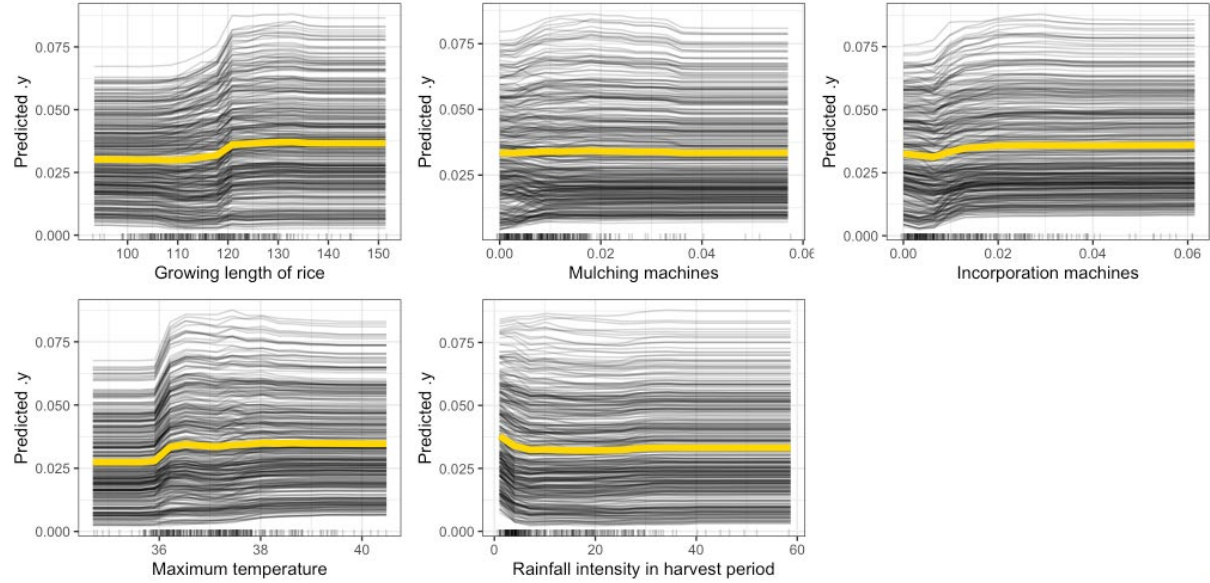 Predicted .y
0.075
0.050
0.025
0.000
100 110 120 130 140 150
Growing length of rice
Predicted .y
0.075
0.050
0.025
0.00 0.02 0.04 0.06
Mulching machines
Predicted .y
0.075
0.050
0.025
0.000
0.00 0.02 0.04 0.06
Incorporation machines
Predicted .y
0.075
0.050
0.025
0.000
36 38 40
Maximum temperature
Predicted .y
0.075
0.050
0.025
0.000
0 20 40 60
Rainfall intensity in harvest period